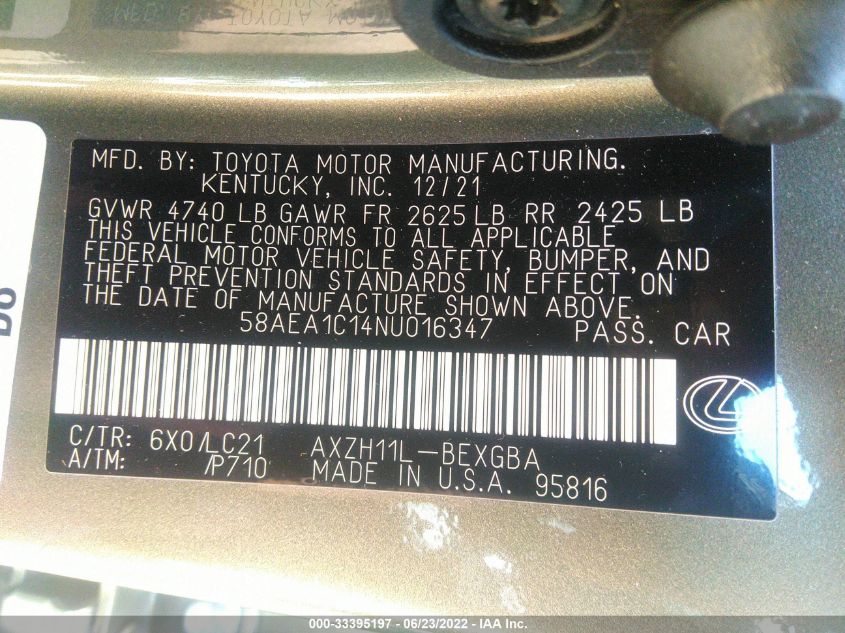 MFD. BY: TOYOTA MOTOR MANUFACTURING.
KENTUCKY, INC. 12/21
GVWR 4740 LB GAWR FR 2625 LB RR 2425 LB
THIS VEHICLE CONFORMS TO ALL APPLICABLE
FEDERAL MOTOR VEHICLE SAFETY, BUMPER, AND
THEFT PREVENTION STANDARDS IN EFFECT ON
THE DATE OF MANUFACTURE SHOWN ABOVE.
58AEA1C14NU016347 PASS. CAR
C/TR: 6X0/LC21 AXZH11L-BEXGBA
A/TM: /P710 MADE IN U.S.A. 95816
000-33395197 - 06/23/2022 - IAA Inc.